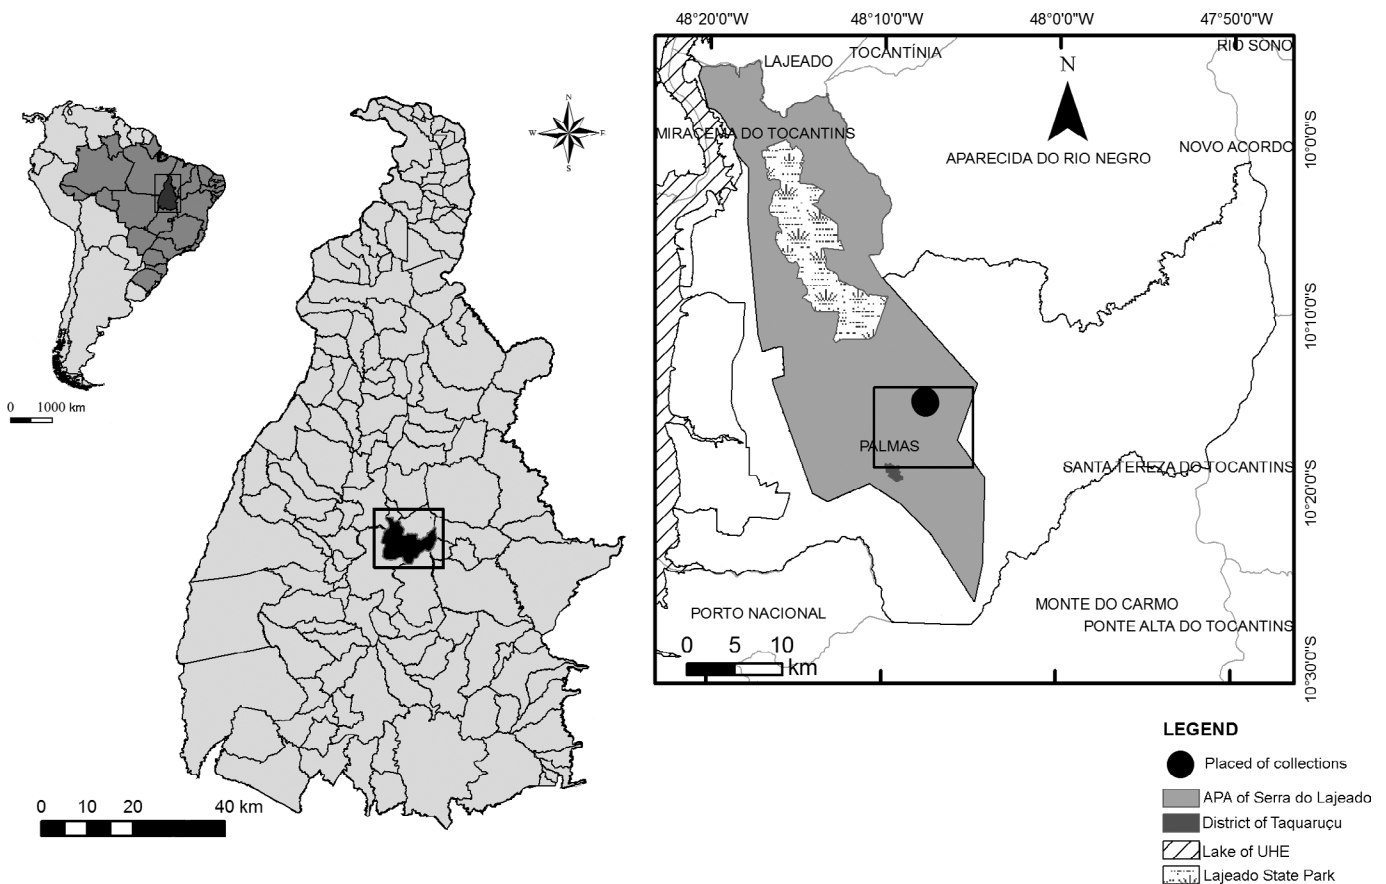 48°20'0"W 48°10'0"W 48°0'0"W 47°50'0"W
RIO SONO
TOCANTÍNIA
LAJEADO
N
MIRACEMA DO TOCANTINS
10°0'0"S
NOVO ACORDO
APARECIDA DO RIO NEGRO
N
W E
S
10°10'0"S
0 1000 km
PALMAS
SANTA TEREZA DO TOCANTINS
10°20'0"S
MONTE DO CARMO
PORTO NACIONAL
PONTE ALTA DO TOCANTINS
0 5 10
km
10°30'0"S
LEGEND
Placed of collections
APA of Serra do Lajeado
District of Taquaruçu
Lake of UHE
Lajeado State Park
0 10 20 40 km